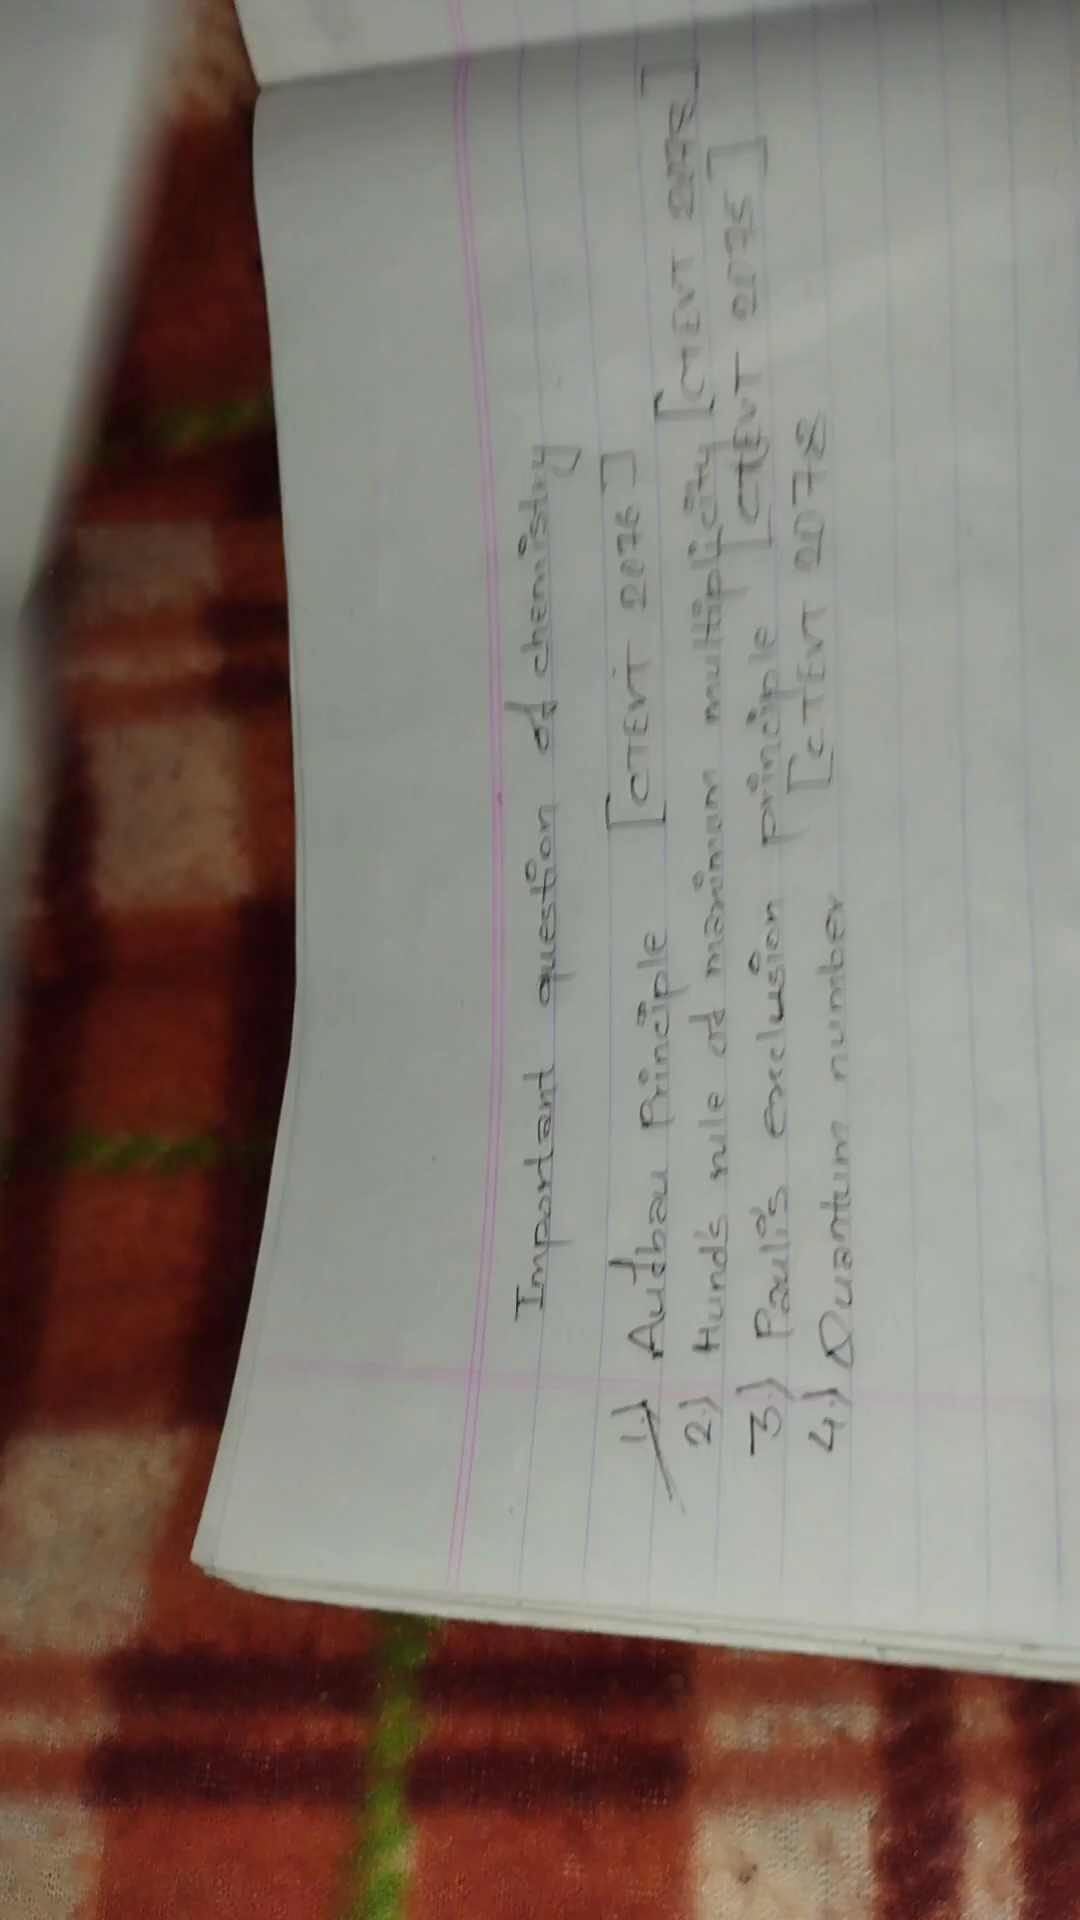 Important question of chemistry
1.) Aufbau Principle [CTEVT 2076]
2.) Hund's rule of maximum multiplicity [CTEVT 2078]
3.) Pauli's exclusion principle [CTEVT 2075]
4.) Quantum number [CTEVT 2078